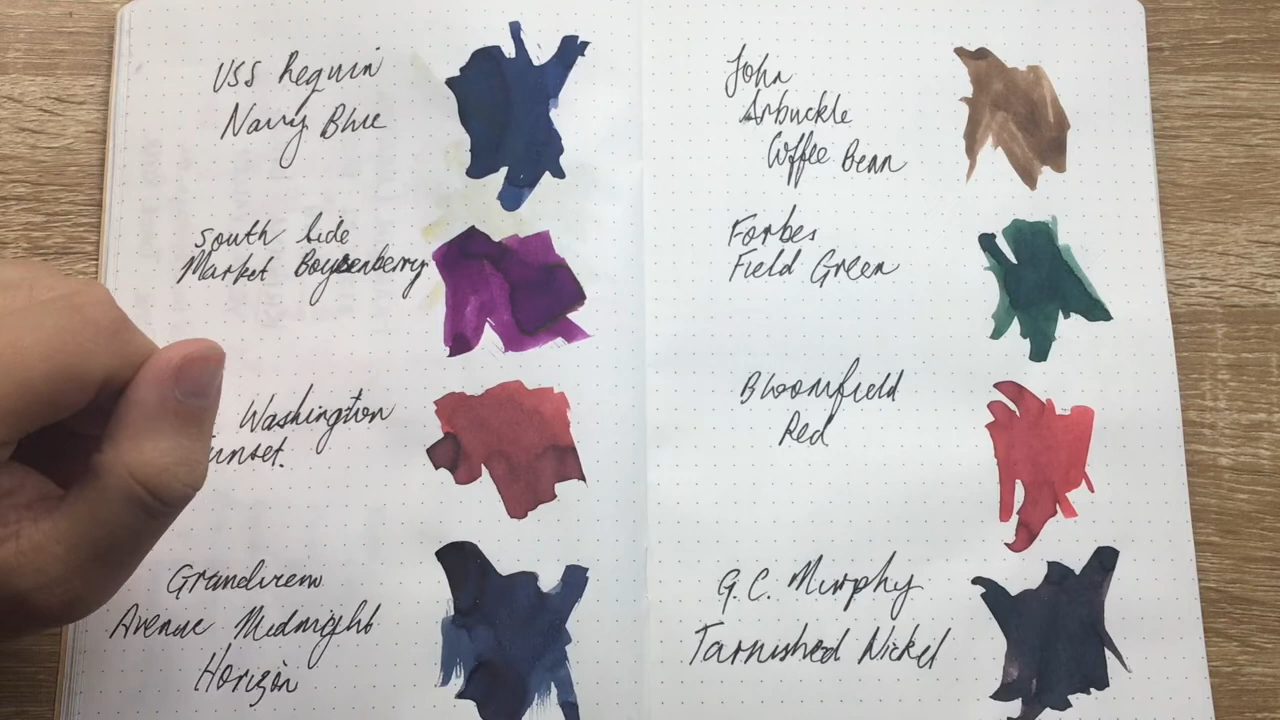 USS Requin
Navy Blue
South Side
Market Boysenberry
Washington
unset.
Grandview
Avenue Midnight
Horizon
John
Arbuckle
Coffee Bean
Forbes
Field Green
Bloomfield
Red
G.C. Murphy
Tarnished Nickel